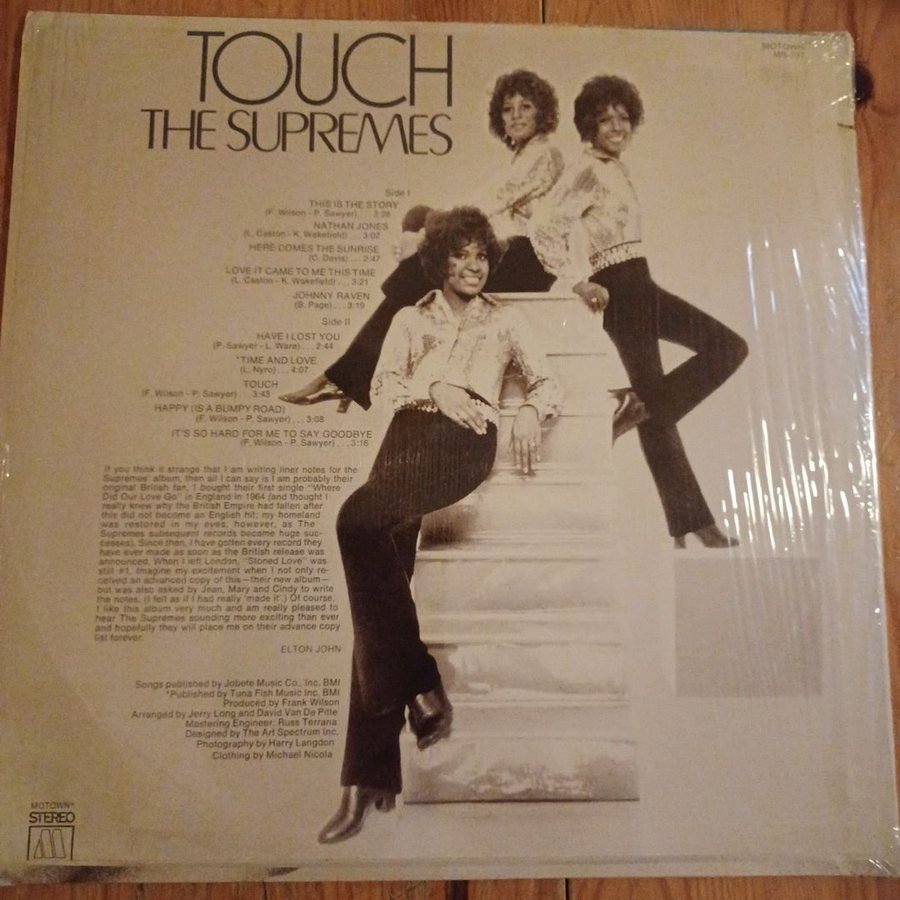 TOUCH
THE SUPREMES
MOTOWN
Side I
THIS IS THE STORY
(F. Wilson - P. Sawyer) . . . 3:28
NATHAN JONES
(L. Caston - K. Wakefield) . . . 3:02
HERE COMES THE SUNRISE
(C. Davis) . . . 2:47
LOVE IT CAME TO ME THIS TIME
(L. Caston - K. Wakefield) . . . 3:21
JOHNNY RAVEN
(B. Page) . . . 3:19
Side II
HAVE I LOST YOU
(P. Sawyer - L. Ware) . . . 2:44
*TIME AND LOVE
(L. Nyro) . . . 4:07
TOUCH
(F. Wilson - P. Sawyer) . . . 3:43
HAPPY (IS A BUMPY ROAD)
(F. Wilson - P. Sawyer) . . . 3:08
IT'S SO HARD FOR ME TO SAY GOODBYE
(F. Wilson - P. Sawyer) . . . 3:16
If you think it strange that I am writing liner notes for the
Supremes' album, then all I can say is I am probably their
original British fan. I bought their first single "Where
Did Our Love Go" in England in 1964 (and thought I
really knew why the British Empire had fallen after
this did not become an English hit; my homeland
was restored in my eyes, however, as The
Supremes subsequent records became huge suc-
cesses). Since then, I have gotten every record they
have ever made as soon as the British release was
announced. When I left London, "Stoned Love" was
still #1. Imagine my excitement when I not only re-
ceived an advanced copy of this—their new album—
but was also asked by Jean, Mary and Cindy to write
the notes. (I felt as if I had really 'made it'.) Of course,
I like this album very much and am really pleased to
hear The Supremes sounding more exciting than ever
and hopefully they will place me on their advance copy
list forever.
ELTON JOHN
Songs published by Jobete Music Co., Inc. BMI
*Published by Tuna Fish Music Inc. BMI
Produced by Frank Wilson
Arranged by Jerry Long and David Van De Pitte
Mastering Engineer: Russ Terrana
Designed by The Art Spectrum Inc.
Photography by Harry Langdon
Clothing by Michael Nicola
MOTOWN
STEREO
M